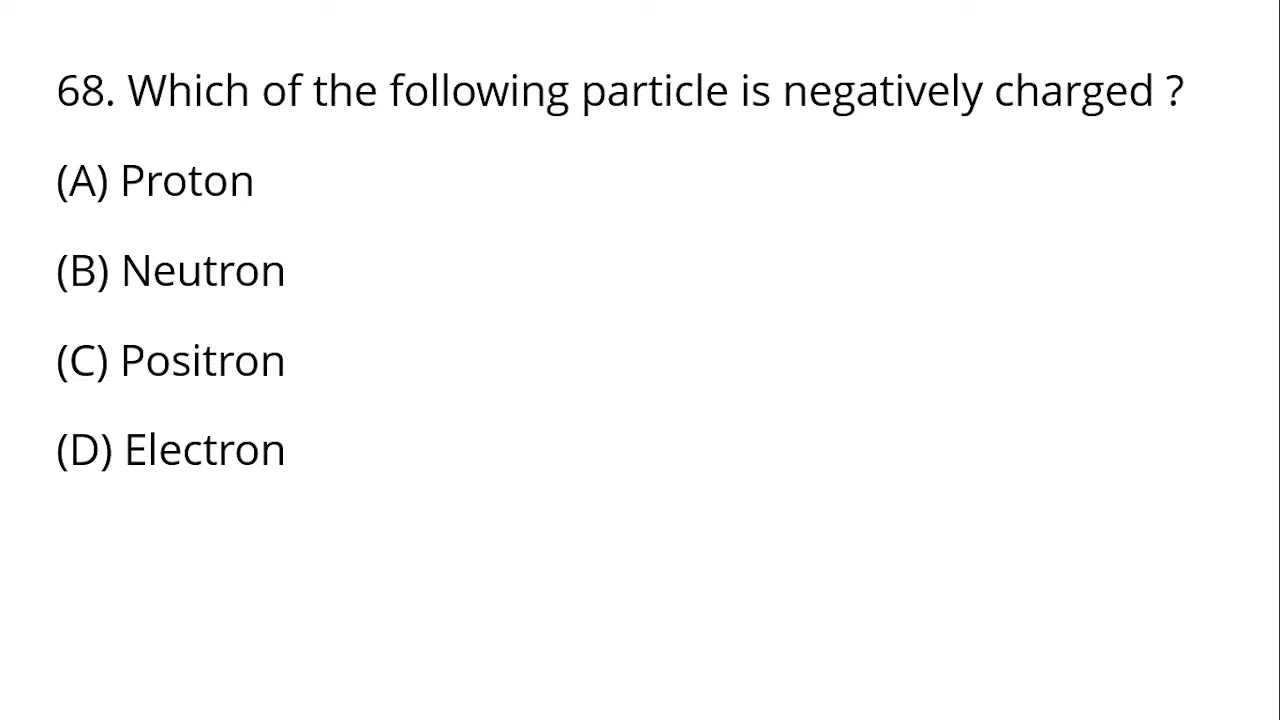 68. Which of the following particle is negatively charged ?
(A) Proton
(B) Neutron
(C) Positron
(D) Electron